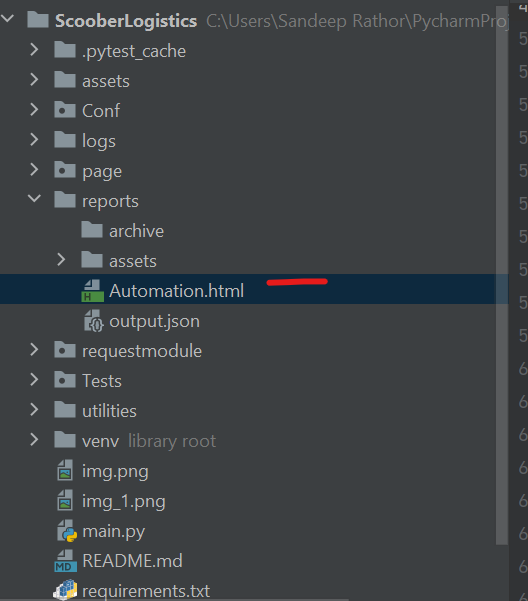 ScooberLogistics C:\Users\Sandeep Rathor\PycharmProj
.pytest_cache
assets
Conf
logs
page
reports
archive
assets
Automation.html
output.json
requestmodule
Tests
utilities
venv library root
img.png
img_1.png
main.py
README.md
requirements.txt